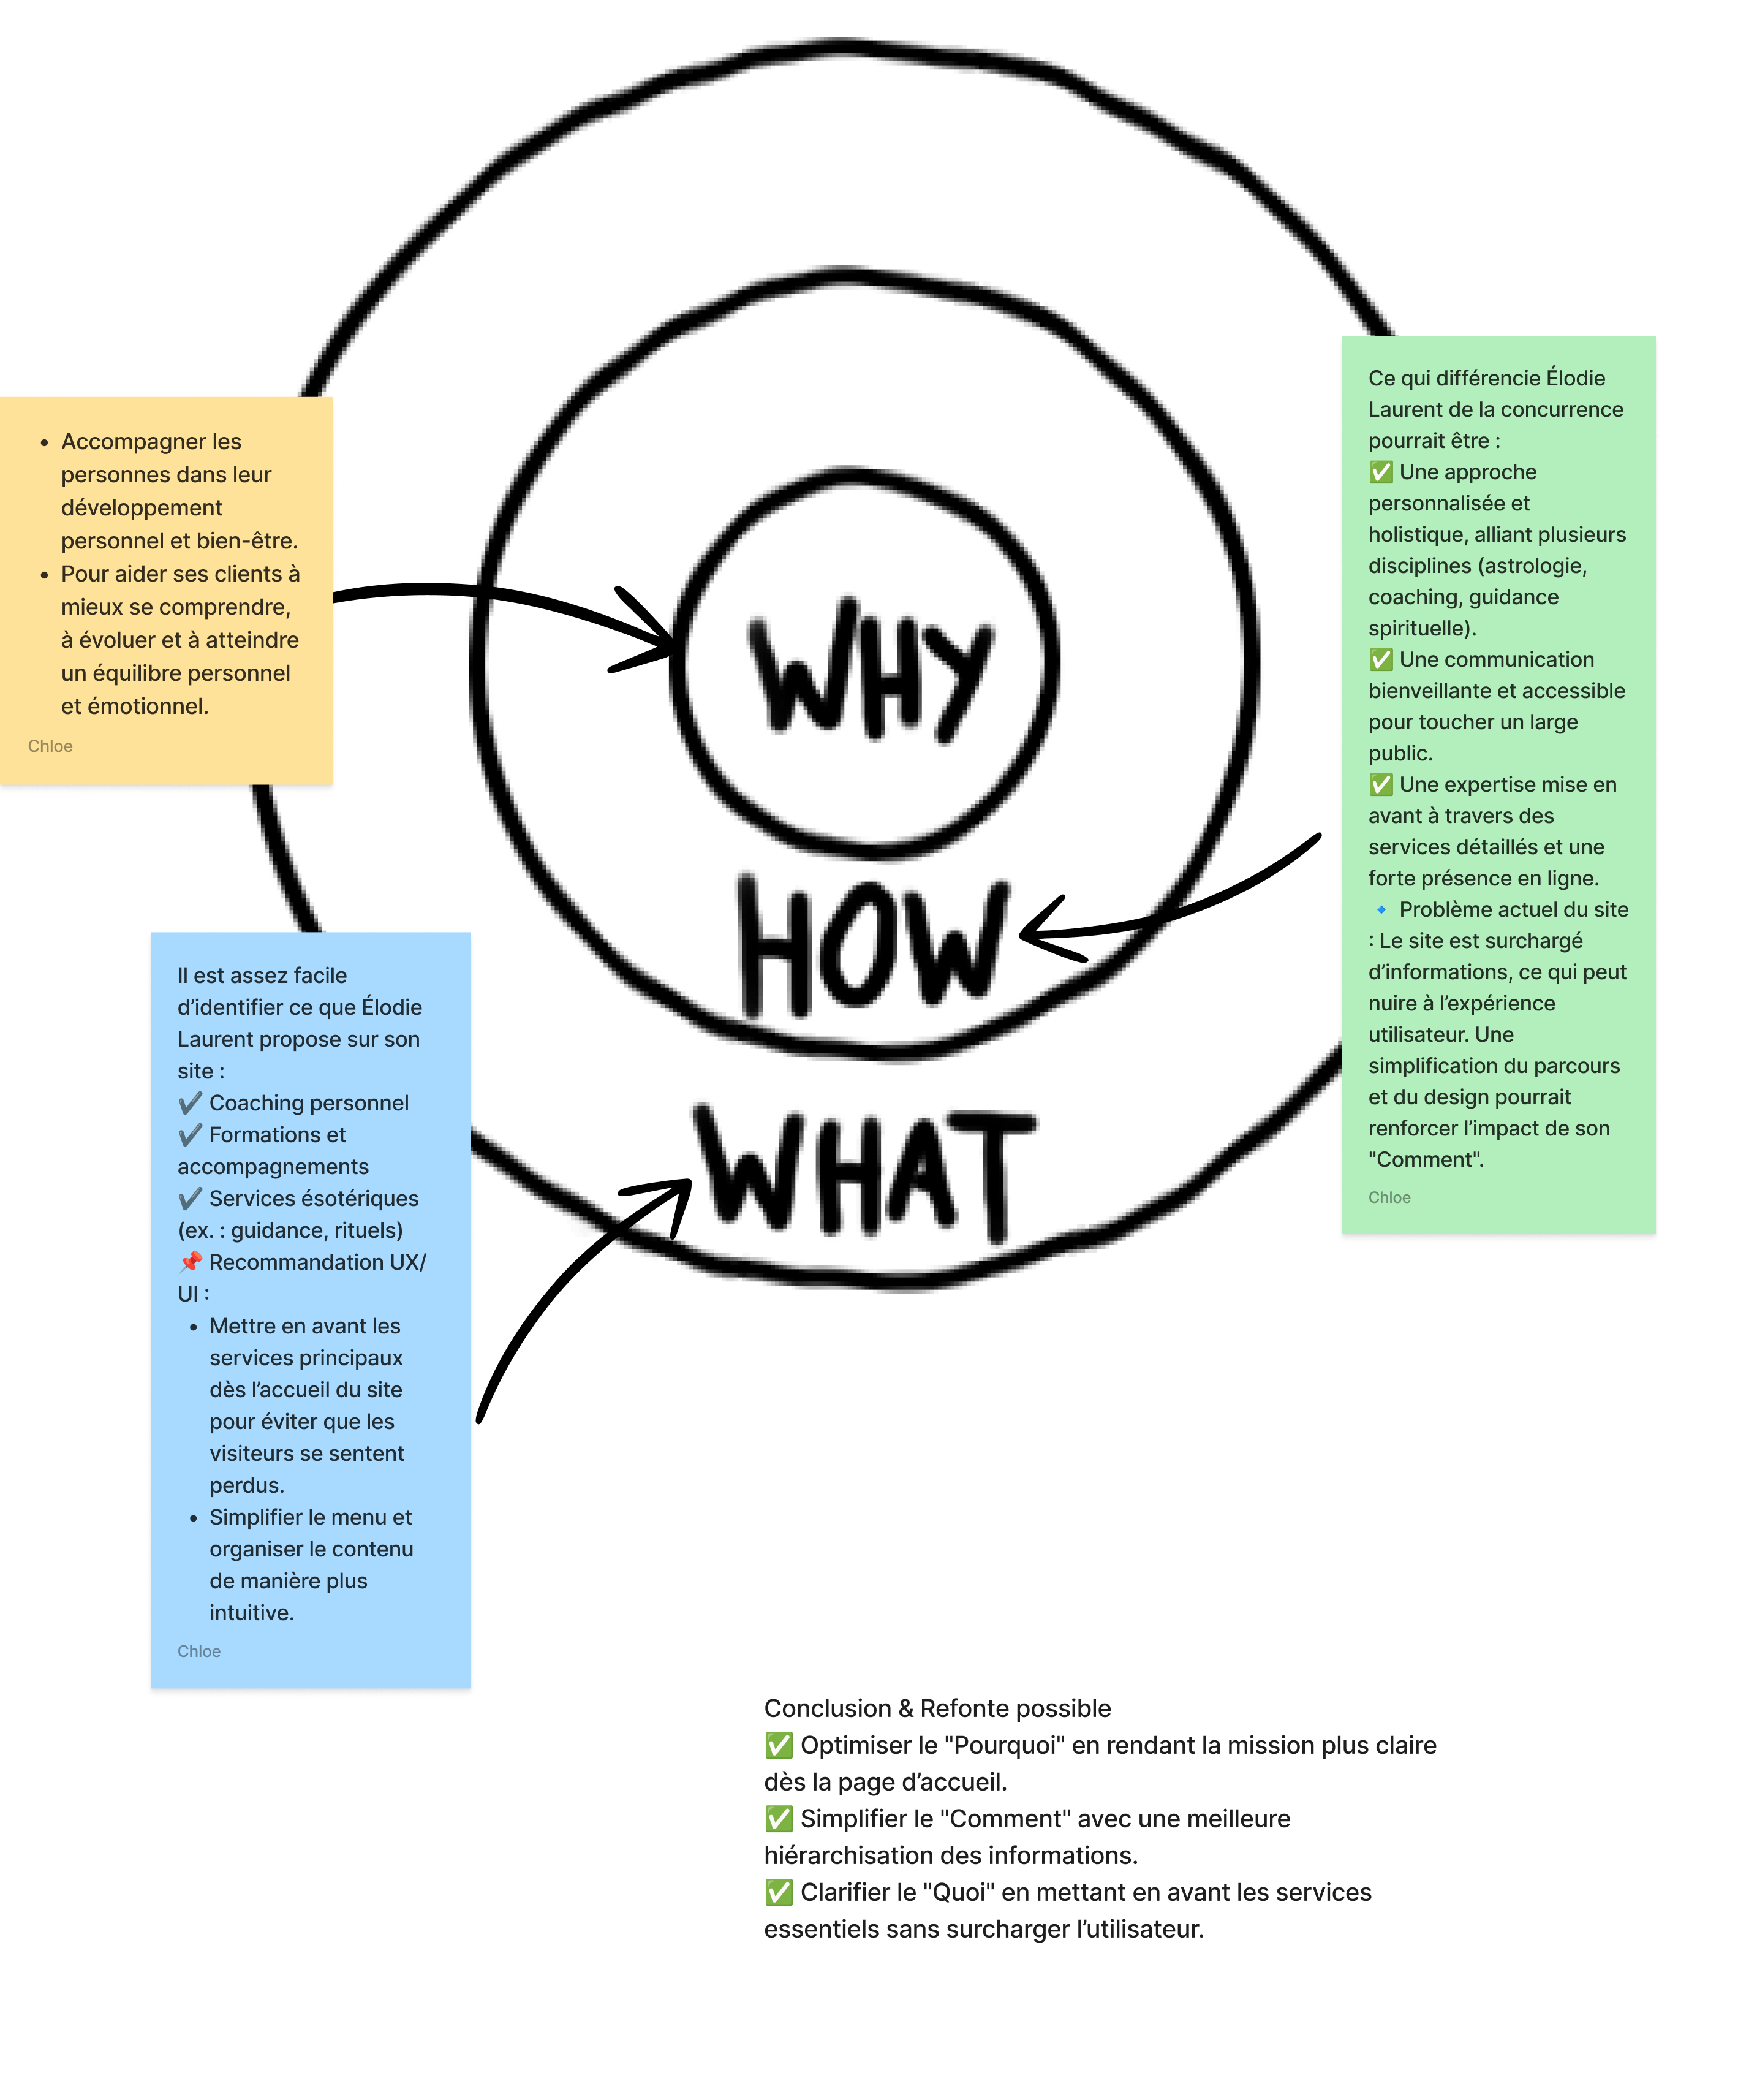 • Accompagner les
personnes dans leur
développement
personnel et bien-être.
• Pour aider ses clients à
mieux se comprendre,
à évoluer et à atteindre
un équilibre personnel
et émotionnel.
Chloe
WHY
HOW
WHAT
Ce qui différencie Élodie
Laurent de la concurrence
pourrait être :
✅ Une approche
personnalisée et
holistique, alliant plusieurs
disciplines (astrologie,
coaching, guidance
spirituelle).
✅ Une communication
bienveillante et accessible
pour toucher un large
public.
✅ Une expertise mise en
avant à travers des
services détaillés et une
forte présence en ligne.
🔹 Problème actuel du site
: Le site est surchargé
d’informations, ce qui peut
nuire à l’expérience
utilisateur. Une
simplification du parcours
et du design pourrait
renforcer l’impact de son
"Comment".
Chloe
Il est assez facile
d’identifier ce que Élodie
Laurent propose sur son
site :
✔️ Coaching personnel
✔️ Formations et
accompagnements
✔️ Services ésotériques
(ex. : guidance, rituels)
📌 Recommandation UX/
UI :
• Mettre en avant les
services principaux
dès l’accueil du site
pour éviter que les
visiteurs se sentent
perdus.
• Simplifier le menu et
organiser le contenu
de manière plus
intuitive.
Chloe
Conclusion & Refonte possible
✅ Optimiser le "Pourquoi" en rendant la mission plus claire
dès la page d’accueil.
✅ Simplifier le "Comment" avec une meilleure
hiérarchisation des informations.
✅ Clarifier le "Quoi" en mettant en avant les services
essentiels sans surcharger l’utilisateur.